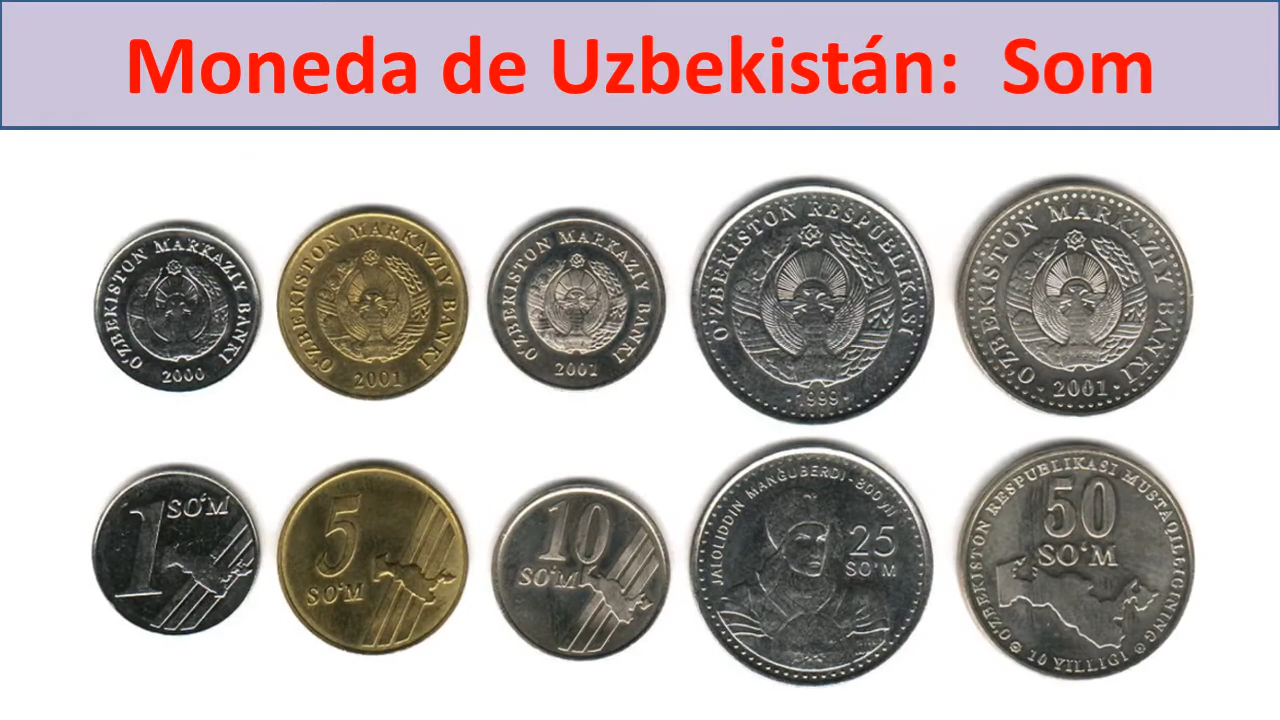 Moneda de Uzbekistán: Som
O'ZBEKISTON MARKAZIY BANKI
2000
O'ZBEKISTON MARKAZIY BANKI
2001
O'ZBEKISTON MARKAZIY BANKI
2001
O'ZBEKISTON RESPUBLIKASI
·1999·
O'ZBEKISTON MARKAZIY BANKI
·2001·
1 SO'M
5
SO'M
10
SO'M
JALOLIDDIN MANGUBERDI·800 yil
25
SO'M
O'ZBEKISTON RESPUBLIKASI MUSTAQILLIGINING
50
SO'M
10 YILLIGI